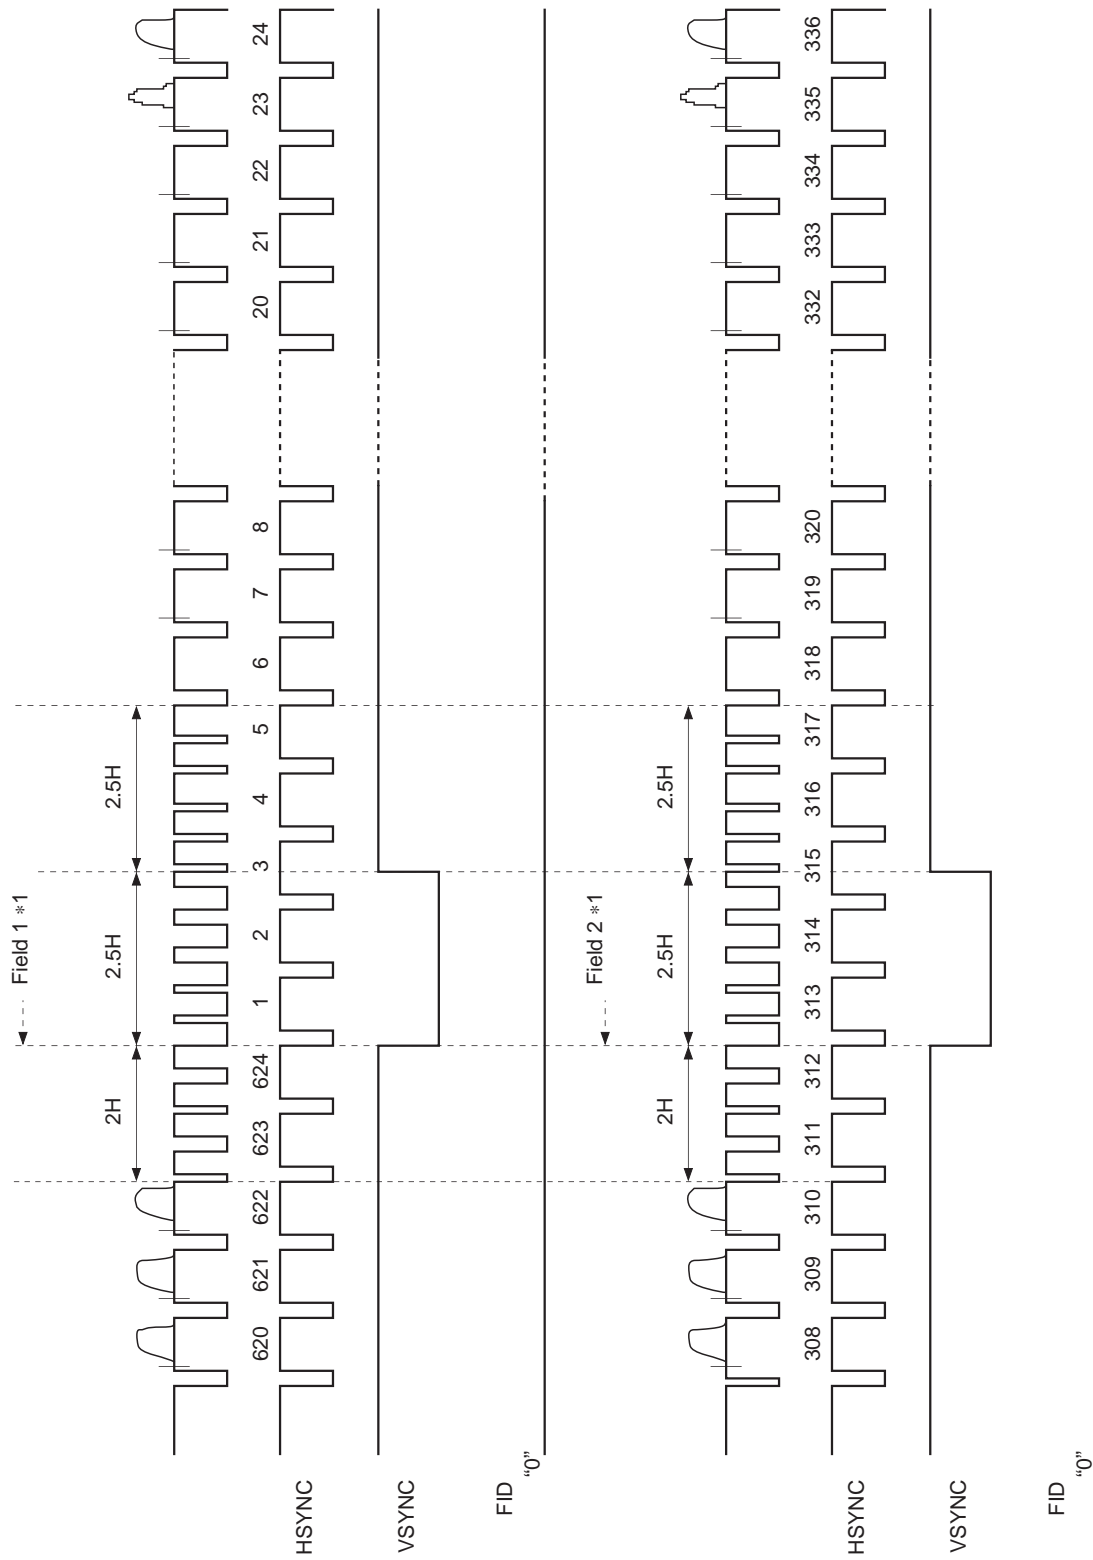 Field 1 *1
2H
2.5H
2.5H
620 621 622 623 624 1 2 3 4 5 6 7 8 20 21 22 23 24
HSYNC
VSYNC
FID
“0”
Field 2 *1
2H
2.5H
2.5H
308 309 310 311 312 313 314 315 316 317 318 319 320 332 333 334 335 336
HSYNC
VSYNC
FID
“0”